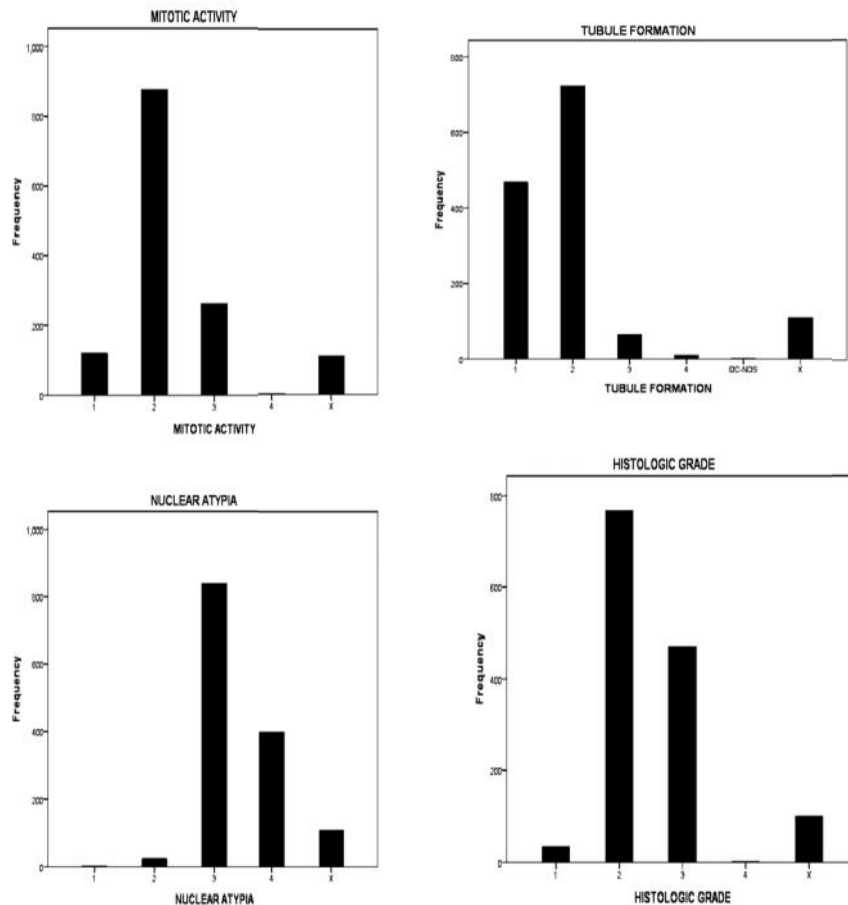 MITOTIC ACTIVITY
1,000
800
600
400
200
0
Frequency
1 2 3 4 X
MITOTIC ACTIVITY
TUBULE FORMATION
800
600
400
200
0
Frequency
1 2 3 4 IDC-NOS X
TUBULE FORMATION
NUCLEAR ATYPIA
1,000
800
600
400
200
0
Frequency
1 2 3 4 X
NUCLEAR ATYPIA
HISTOLOGIC GRADE
800
600
400
200
0
Frequency
1 2 3 4 X
HISTOLOGIC GRADE